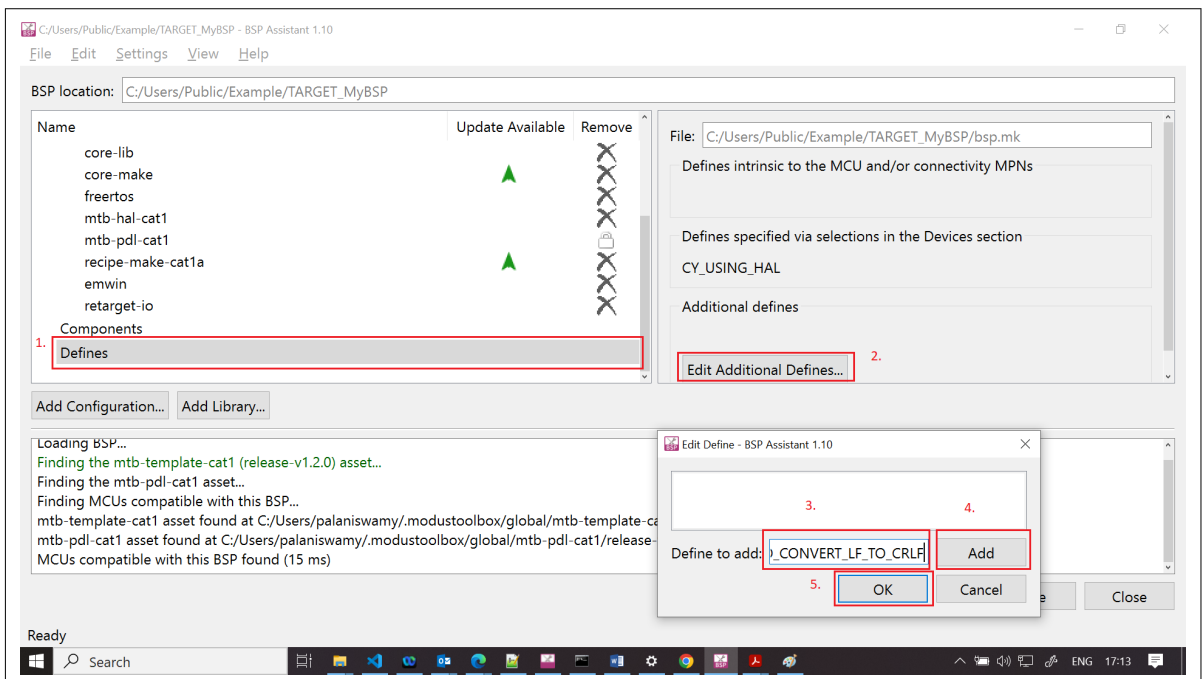 C:/Users/Public/Example/TARGET_MyBSP - BSP Assistant 1.10
File Edit Settings View Help
BSP location: C:/Users/Public/Example/TARGET_MyBSP
Name Update Available Remove
core-lib
core-make
freertos
mtb-hal-cat1
mtb-pdl-cat1
recipe-make-cat1a
emwin
retarget-io
Components
1.
Defines
File: C:/Users/Public/Example/TARGET_MyBSP/bsp.mk
Defines intrinsic to the MCU and/or connectivity MPNs
Defines specified via selections in the Devices section
CY_USING_HAL
Additional defines
2.
Edit Additional Defines...
Add Configuration... Add Library...
Loading BSP...
Finding the mtb-template-cat1 (release-v1.2.0) asset...
Finding the mtb-pdl-cat1 asset...
Finding MCUs compatible with this BSP...
mtb-template-cat1 asset found at C:/Users/palaniswamy/.modustoolbox/global/mtb-template-ca
mtb-pdl-cat1 asset found at C:/Users/palaniswamy/.modustoolbox/global/mtb-pdl-cat1/release-
MCUs compatible with this BSP found (15 ms)
BSP Edit Define - BSP Assistant 1.10
3. 4.
Define to add: _CONVERT_LF_TO_CRLF Add
5. OK Cancel
e Close
Ready
Search
BSP
ENG 17:13